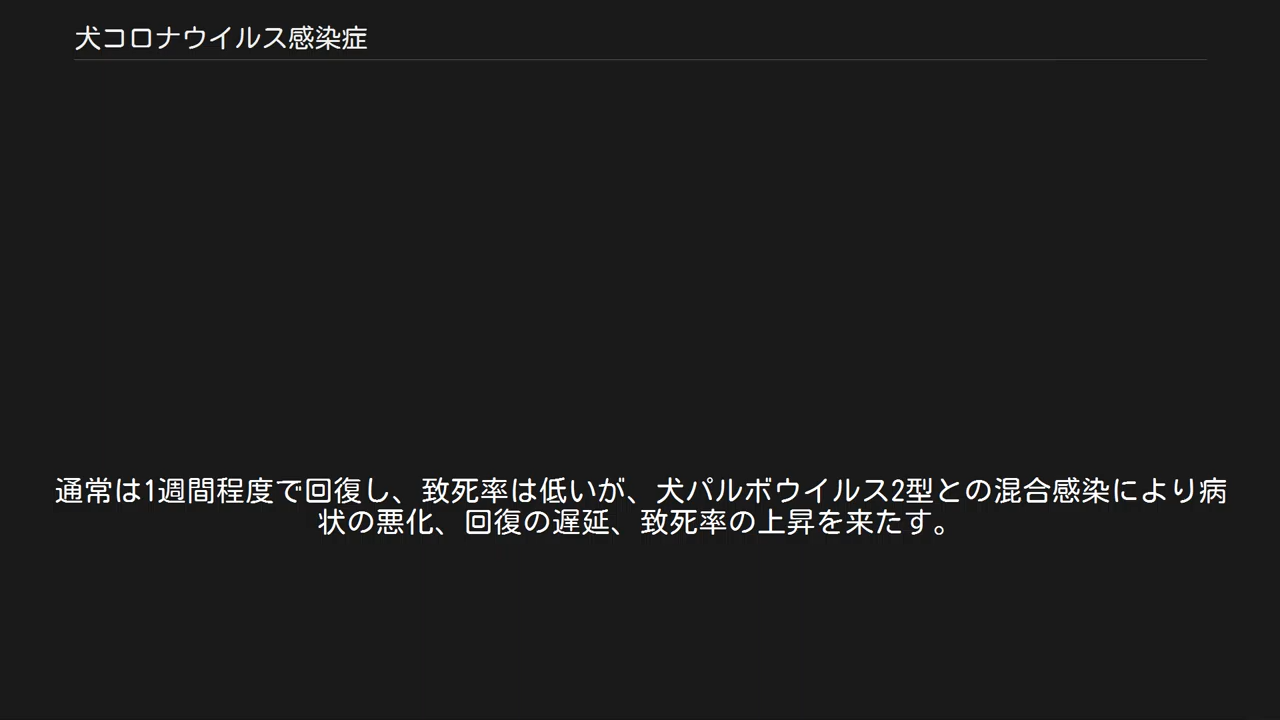 犬コロナウイルス感染症
通常は1週間程度で回復し、致死率は低いが、犬パルボウイルス2型との混合感染により病
状の悪化、回復の遅延、致死率の上昇を来たす。